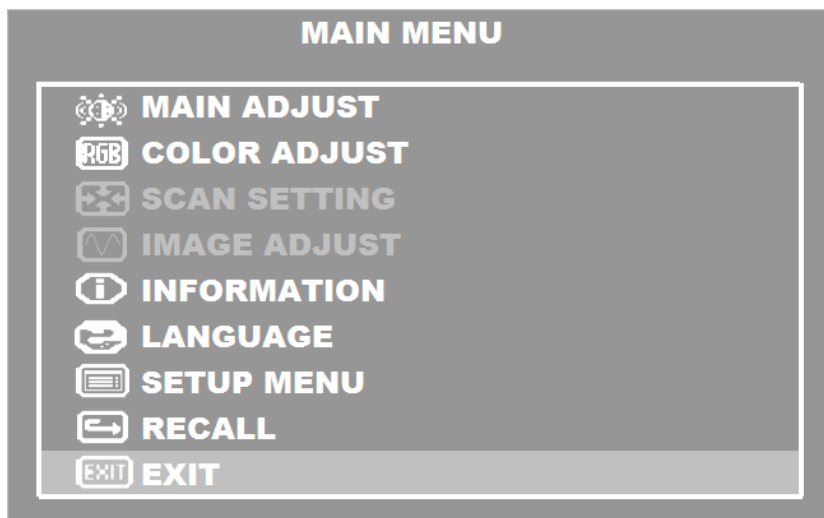 MAIN MENU
MAIN ADJUST
RGB COLOR ADJUST
SCAN SETTING
IMAGE ADJUST
i INFORMATION
LANGUAGE
SETUP MENU
RECALL
EXIT EXIT